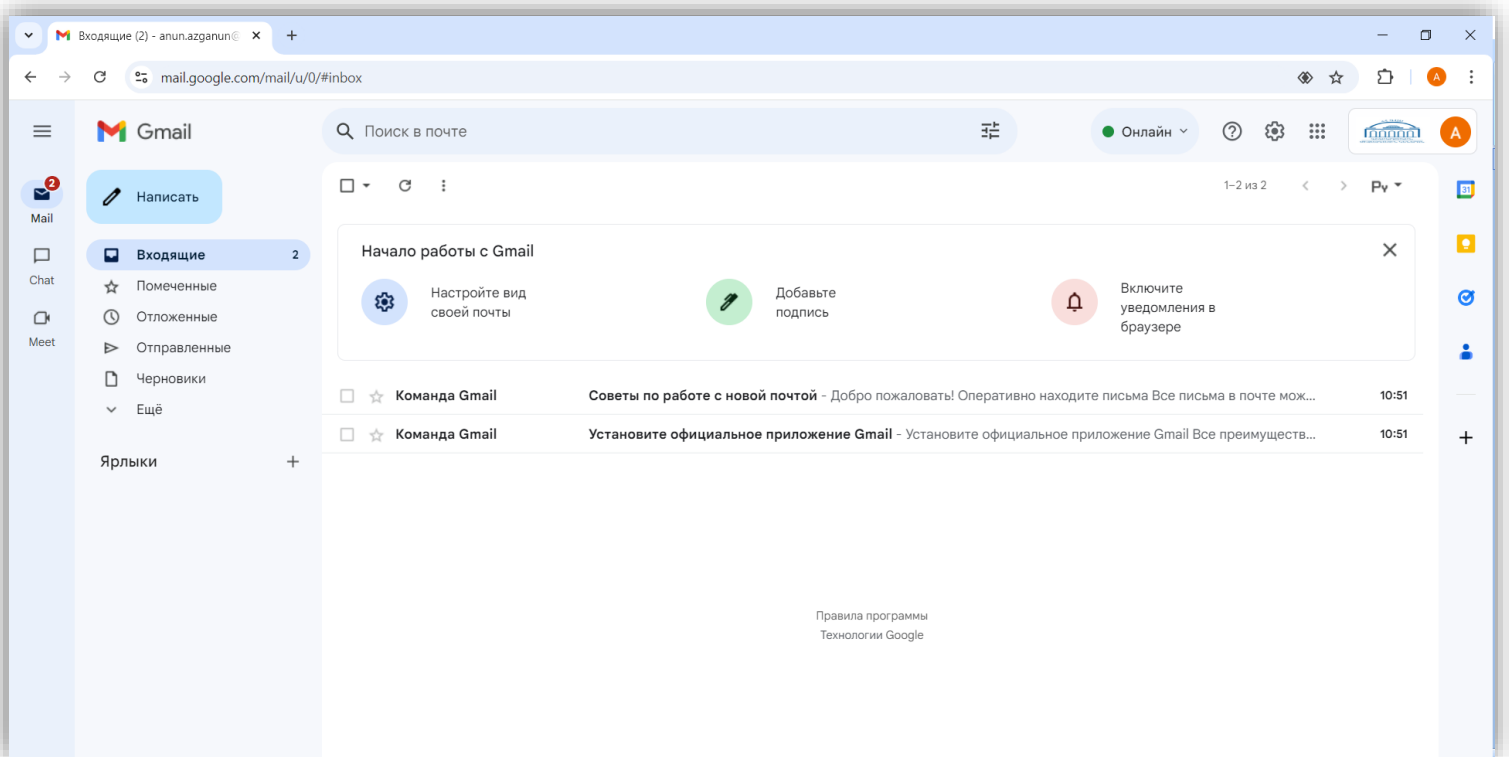 Входящие (2) - anun.azganun@
mail.google.com/mail/u/0/#inbox
Gmail
Поиск в почте
Онлайн
A
A
2
Mail
Chat
Meet
Написать
Входящие 2
Помеченные
Отложенные
Отправленные
Черновики
Ещё
Ярлыки
1–2 из 2
Ру
31
Начало работы с Gmail
Настройте вид
своей почты
Добавьте
подпись
Включите
уведомления в
браузере
Команда Gmail Советы по работе с новой почтой - Добро пожаловать! Оперативно находите письма Все письма в почте мож... 10:51
Команда Gmail Установите официальное приложение Gmail - Установите официальное приложение Gmail Все преимуществ... 10:51
Правила программы
Технологии Google